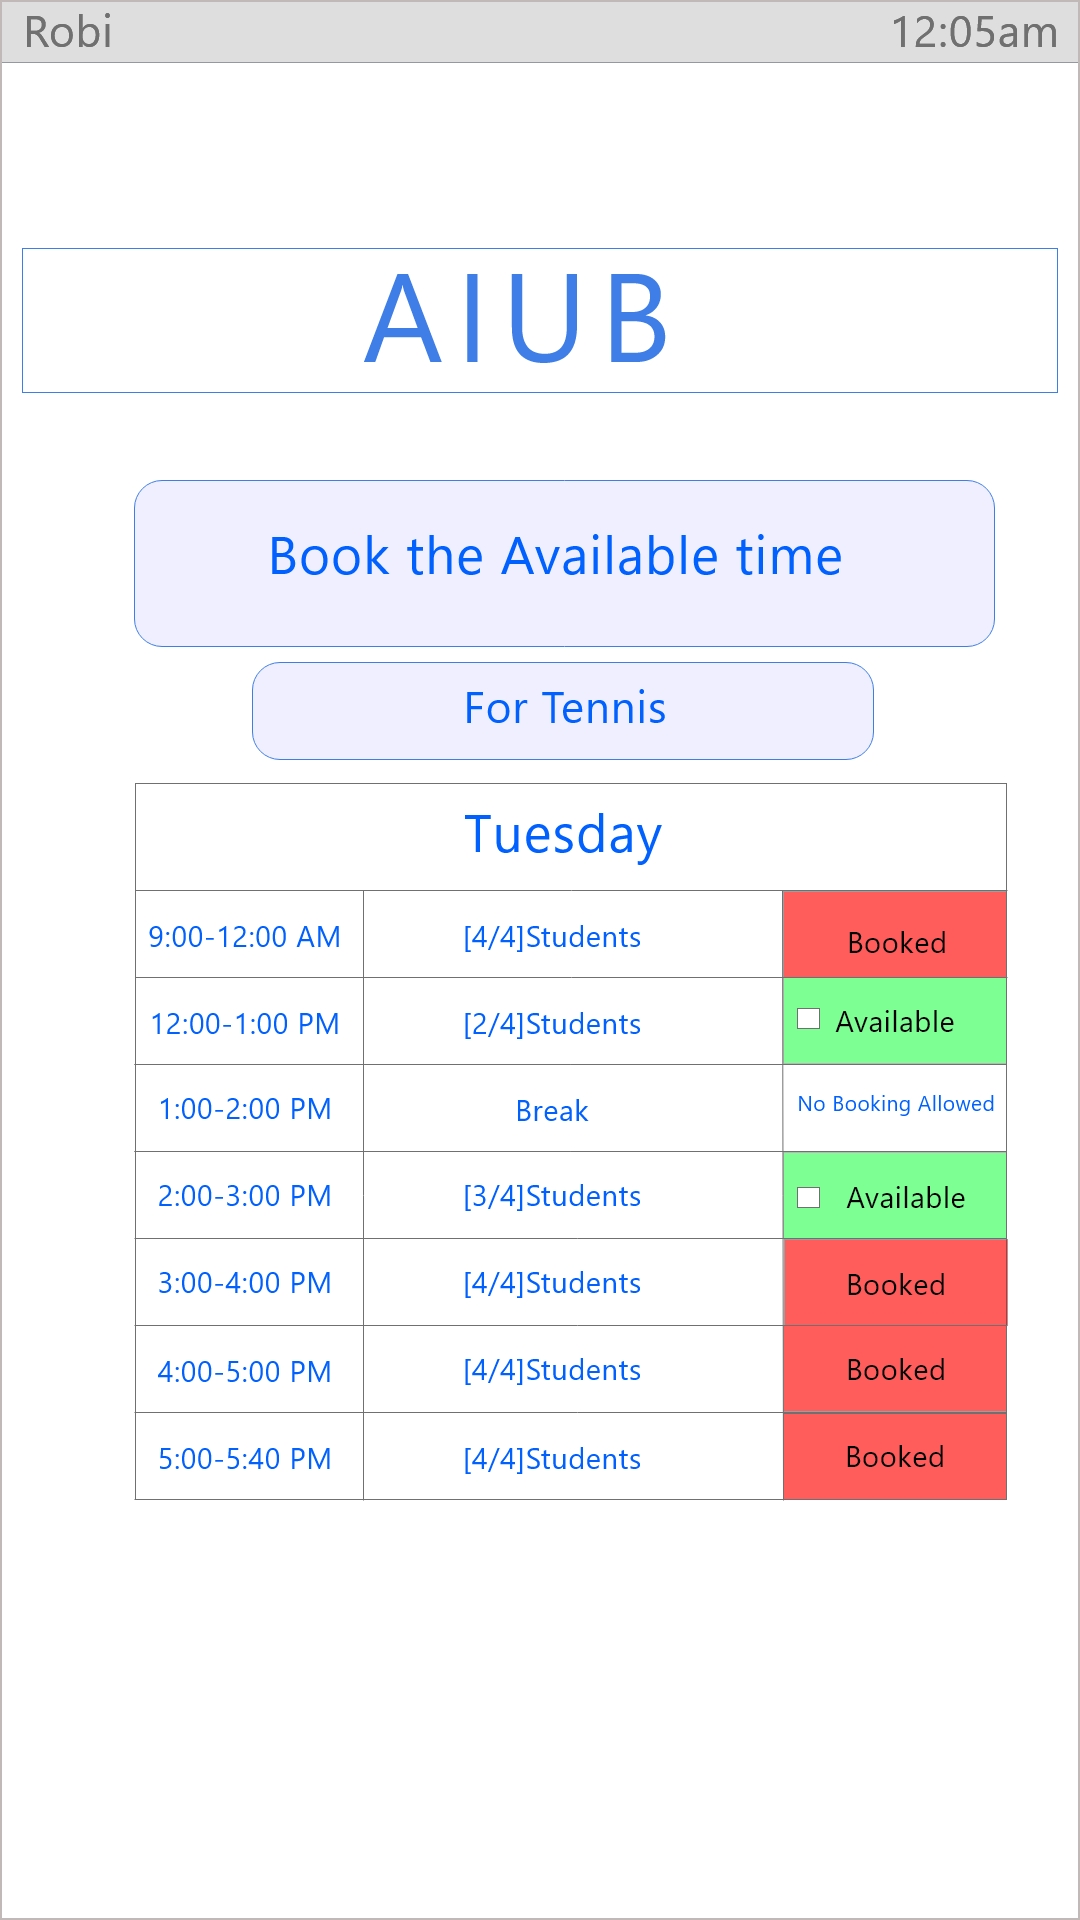 Robi 12:05am
AIUB
Book the Available time
For Tennis
Tuesday
9:00-12:00 AM [4/4]Students Booked
12:00-1:00 PM [2/4]Students Available
1:00-2:00 PM Break No Booking Allowed
2:00-3:00 PM [3/4]Students Available
3:00-4:00 PM [4/4]Students Booked
4:00-5:00 PM [4/4]Students Booked
5:00-5:40 PM [4/4]Students Booked